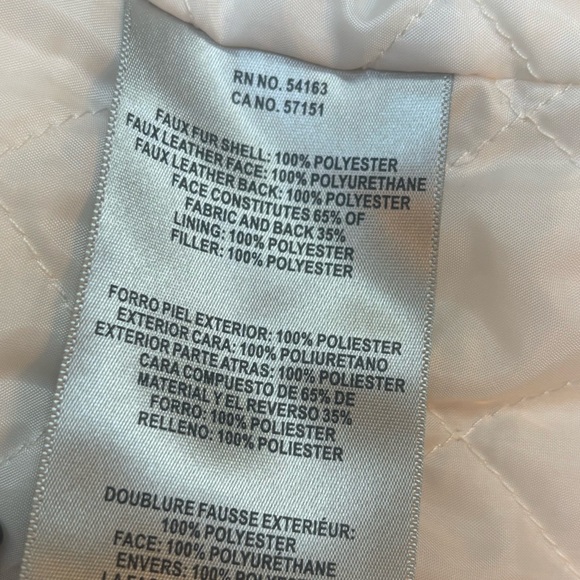 RN NO. 54163
CA NO. 57151
FAUX FUR SHELL: 100% POLYESTER
FAUX LEATHER FACE: 100% POLYURETHANE
FAUX LEATHER BACK: 100% POLYESTER
FACE CONSTITUTES 65% OF
FABRIC AND BACK 35%
LINING: 100% POLYESTER
FILLER: 100% POLYESTER
FORRO PIEL EXTERIOR: 100% POLIESTER
EXTERIOR CARA: 100% POLIURETANO
EXTERIOR PARTE ATRAS: 100% POLIESTER
CARA COMPUESTO DE 65% DE
MATERIAL Y EL REVERSO 35%
FORRO: 100% POLIESTER
RELLENO: 100% POLIESTER
DOUBLURE FAUSSE EXTERIÉUR:
100% POLYESTER
FACE: 100% POLYURETHANE
ENVERS: 100% POLYESTER